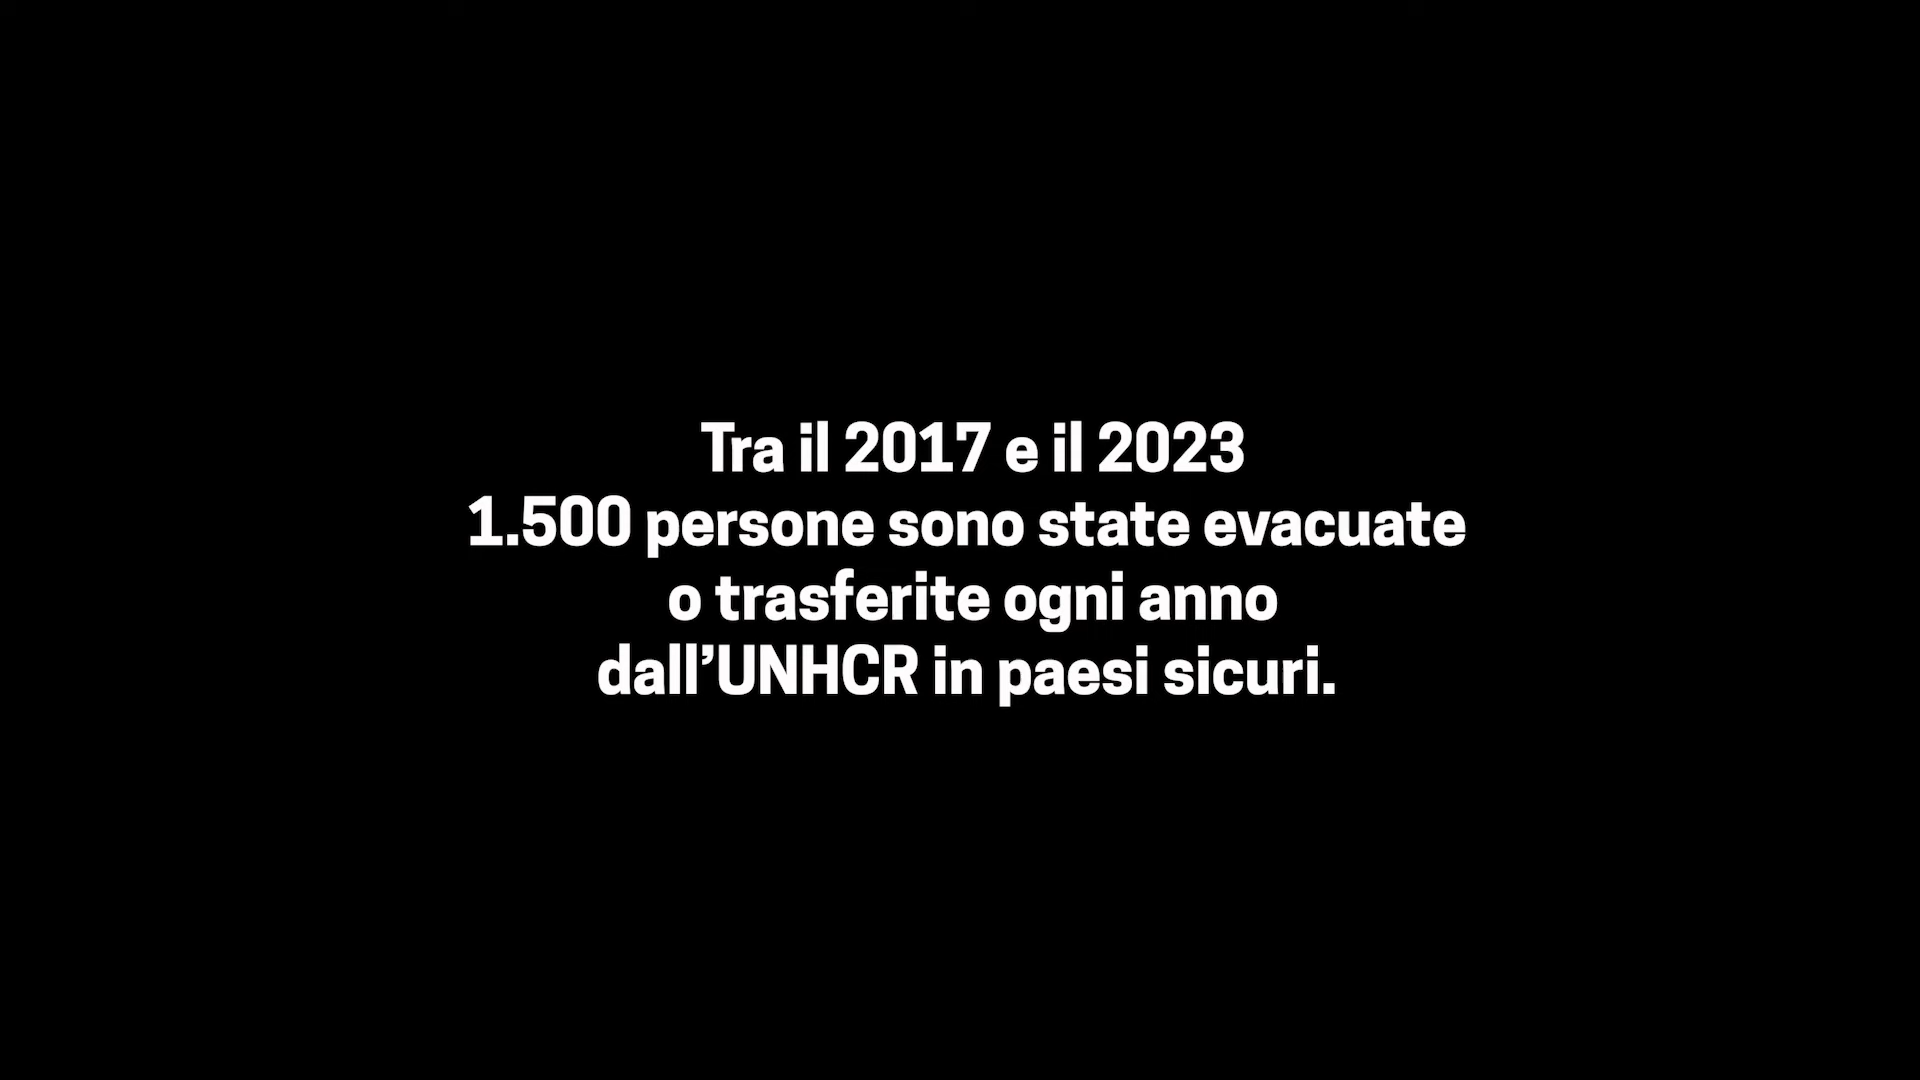 Tra il 2017 e il 2023
1.500 persone sono state evacuate
o trasferite ogni anno
dall’UNHCR in paesi sicuri.